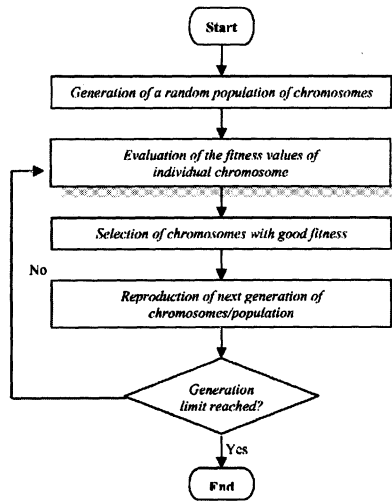 Start
Generation of a random population of chromosomes
Evaluation of the fitness values of
individual chromosome
Selection of chromosomes with good fitness
No
Reproduction of next generation of
chromosomes/population
Generation
limit reached?
Yes
End